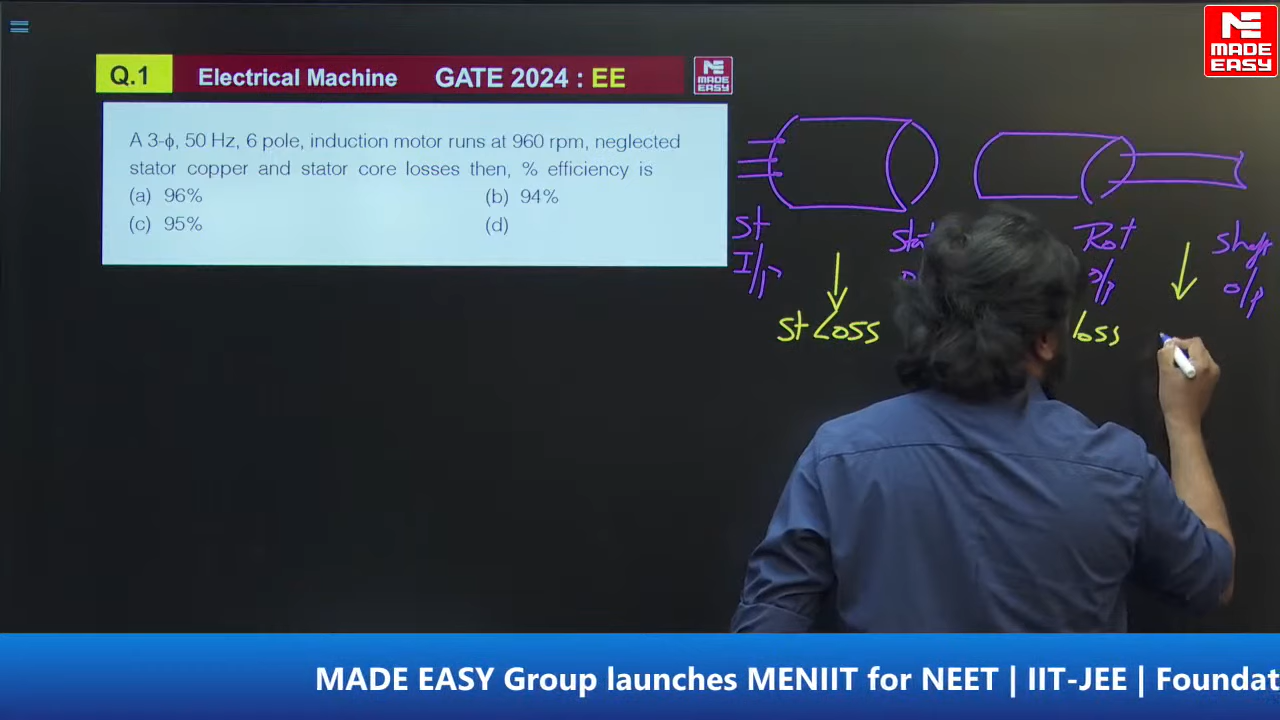 NE
MADE
EASY
Q.1 Electrical Machine GATE 2024 : EE
NE
MADE
EASY
A 3-ϕ, 50 Hz, 6 pole, induction motor runs at 960 rpm, neglected
stator copper and stator core losses then, % efficiency is
(a) 96% (b) 94%
(c) 95% (d)
St
I/p
Rot
o/p
shaft
o/p
st Loss
loss
MADE EASY Group launches MENIIT for NEET | IIT-JEE | Foundat